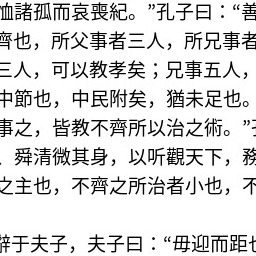 恤諸孤而哀喪紀。”孔子曰：“善
齊也，所父事者三人，所兄事者
三人，可以教孝矣；兄事五人，
中節也，中民附矣，猶未足也。
事之，皆教不齊所以治之術。”
、舜清微其身，以聽觀天下，務
之主也，不齊之所治者小也，不
辭于夫子，夫子曰：“毋迎而距也